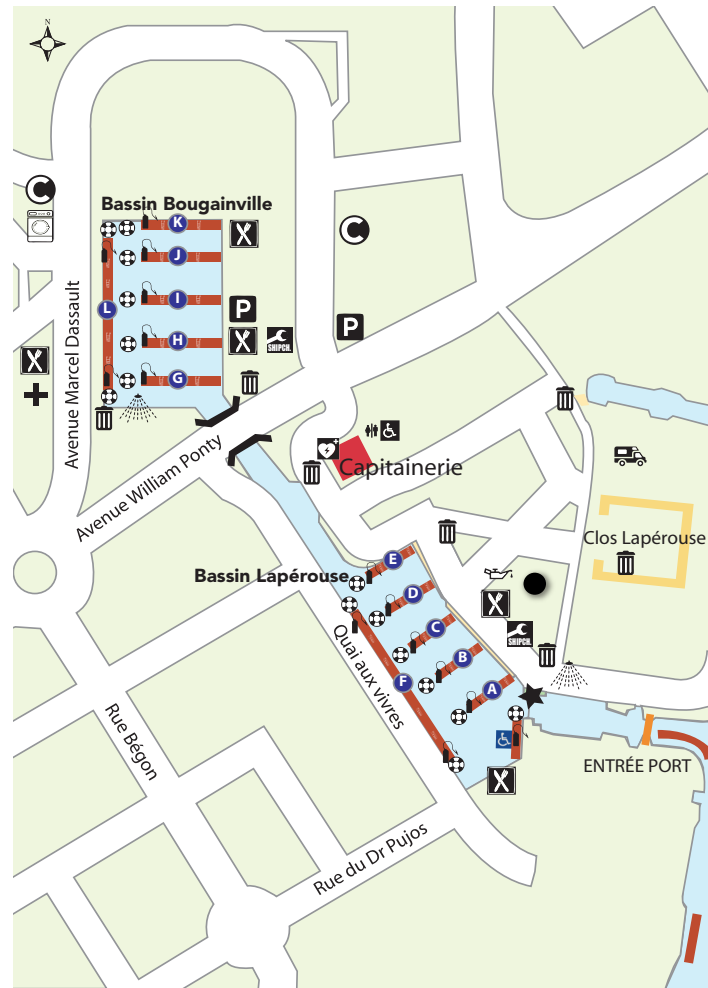 N
Bassin Bougainville
K
J
I
L
H
G
P
P
SHIPCH.
Avenue Marcel Dassault
Avenue William Ponty
Capitainerie
Clos Lapérouse
Bassin Lapérouse
E
D
C
B
A
F
SHIPCH.
Quai aux vivres
ENTRÉE PORT
Rue Bégon
Rue du Dr Pujos